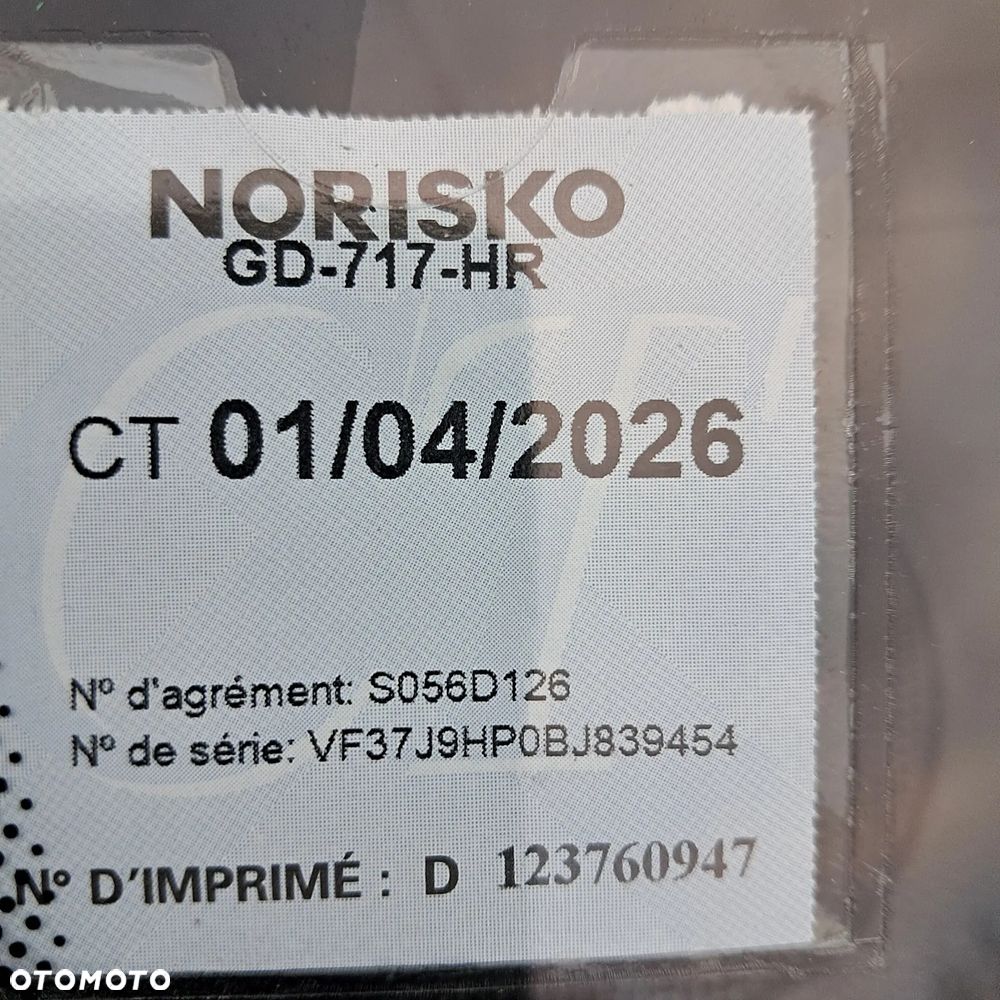 NORISKO
GD-717-HR
CT 01/04/2026
N° d'agrément: S056D126
N° de série: VF37J9HP0BJ839454
N° D'IMPRIMÉ : D 123760947
OTOMOTO